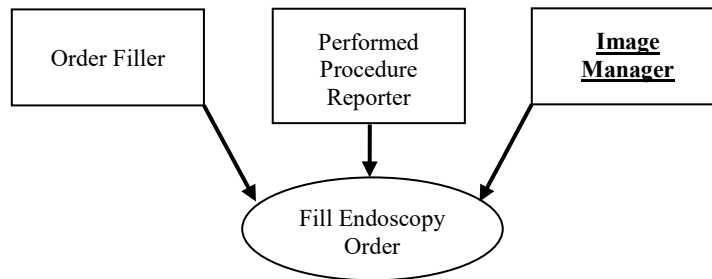 Order Filler
Performed
Procedure
Reporter
Image
Manager
Fill Endoscopy
Order